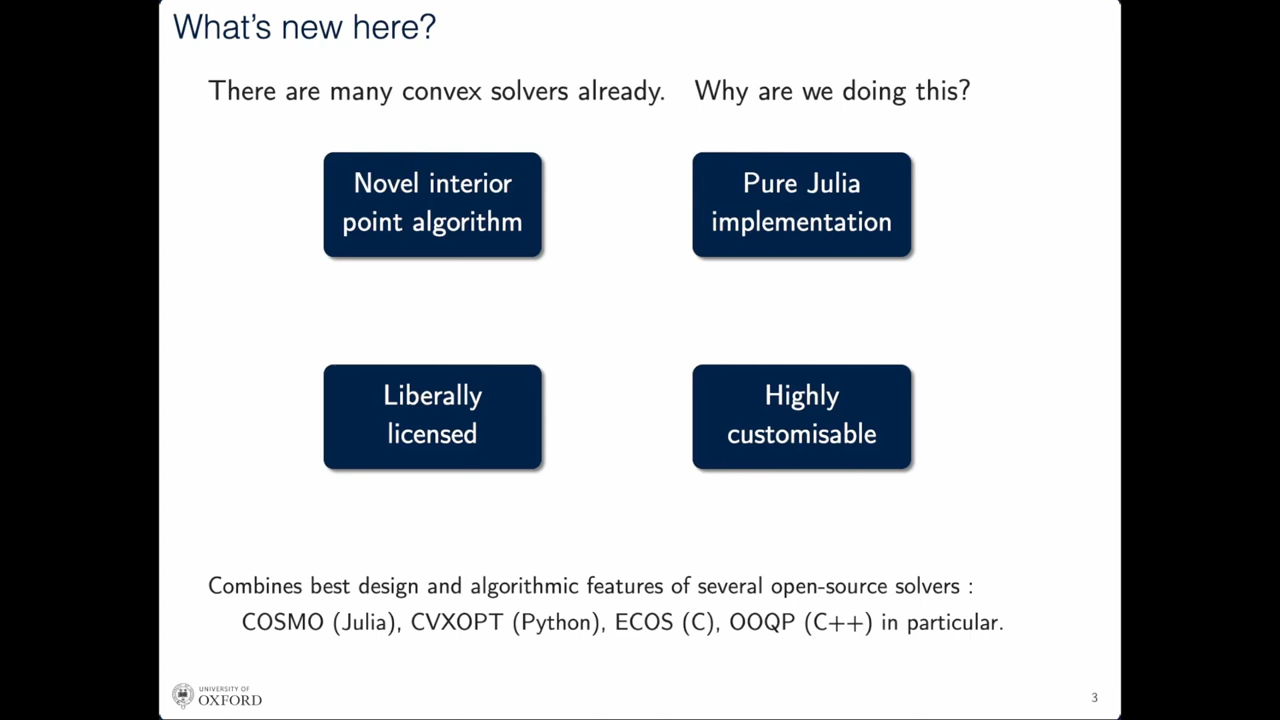 What's new here?
There are many convex solvers already. Why are we doing this?
Novel interior
point algorithm
Pure Julia
implementation
Liberally
licensed
Highly
customisable
Combines best design and algorithmic features of several open-source solvers :
COSMO (Julia), CVXOPT (Python), ECOS (C), OOQP (C++) in particular.
UNIVERSITY OF
OXFORD
3